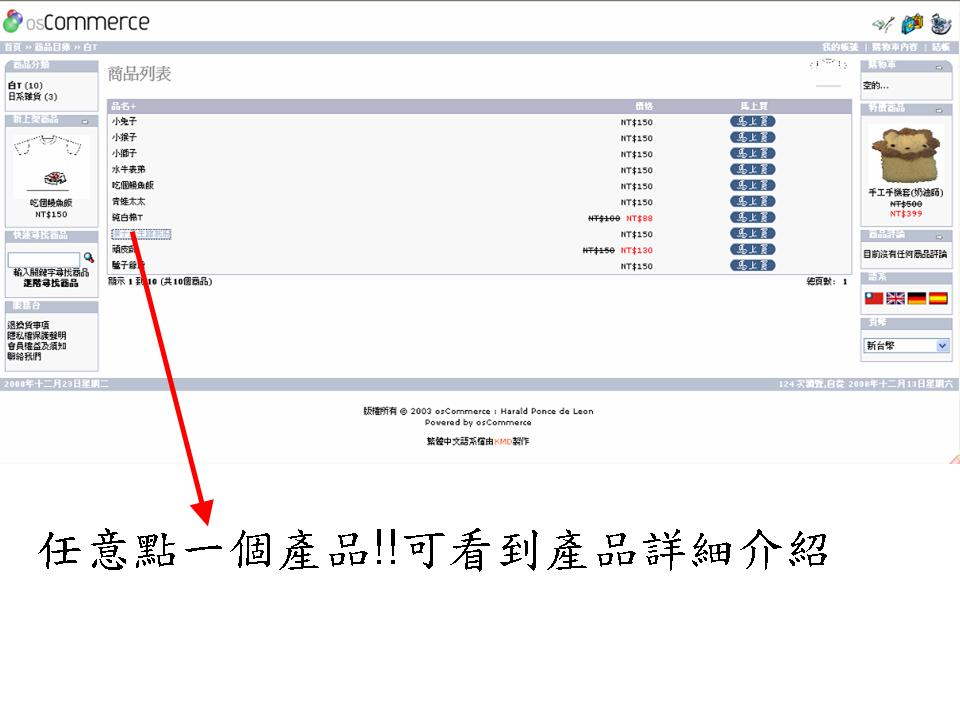 osCommerce
首頁 » 商品目錄 » 白T
我的帳號 | 購物車內容 | 結帳
商品分類
白T (10)
日系雜貨 (3)
新上架商品
吃個鰻魚飯
NT$150
快速尋找商品
輸入關鍵字尋找商品
進階尋找商品
服務台
退換貨事項
隱私權保護聲明
會員權益及須知
聯絡我們
商品列表
品名+ 價格 馬上買
小兔子 NT$150 馬上買
小猴子 NT$150 馬上買
小獅子 NT$150 馬上買
水牛表弟 NT$150 馬上買
吃個鰻魚飯 NT$150 馬上買
青蛙太太 NT$150 馬上買
純白棉T NT$100 NT$88 馬上買
NT$150 馬上買
頑皮 NT$150 NT$130 馬上買
驢子 NT$150 馬上買
顯示 1 到 10 (共10個商品)
總頁數: 1
購物車
空的...
特價商品
手工手機套(奶油師)
NT$500
NT$399
商品評論
目前沒有任何商品評論
語系
貨幣
新台幣
2008年十二月23日星期二
124 次瀏覽,自從 2008年十二月13日星期六
版權所有 © 2003 osCommerce : Harald Ponce de Leon
Powered by osCommerce
繁體中文語系檔由KMD製作
任意點一個產品!!可看到產品詳細介紹